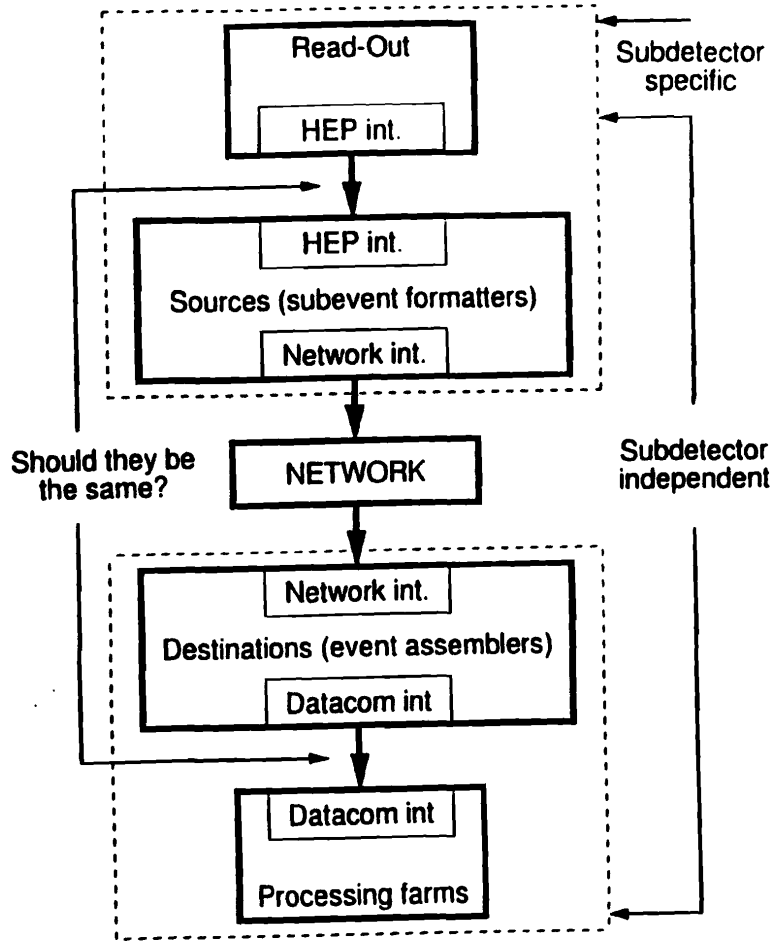 Read-Out
HEP int.
Subdetector
specific
HEP int.
Sources (subevent formatters)
Network int.
Should they be
the same?
NETWORK
Subdetector
independent
Network int.
Destinations (event assemblers)
Datacom int
Datacom int
Processing farms